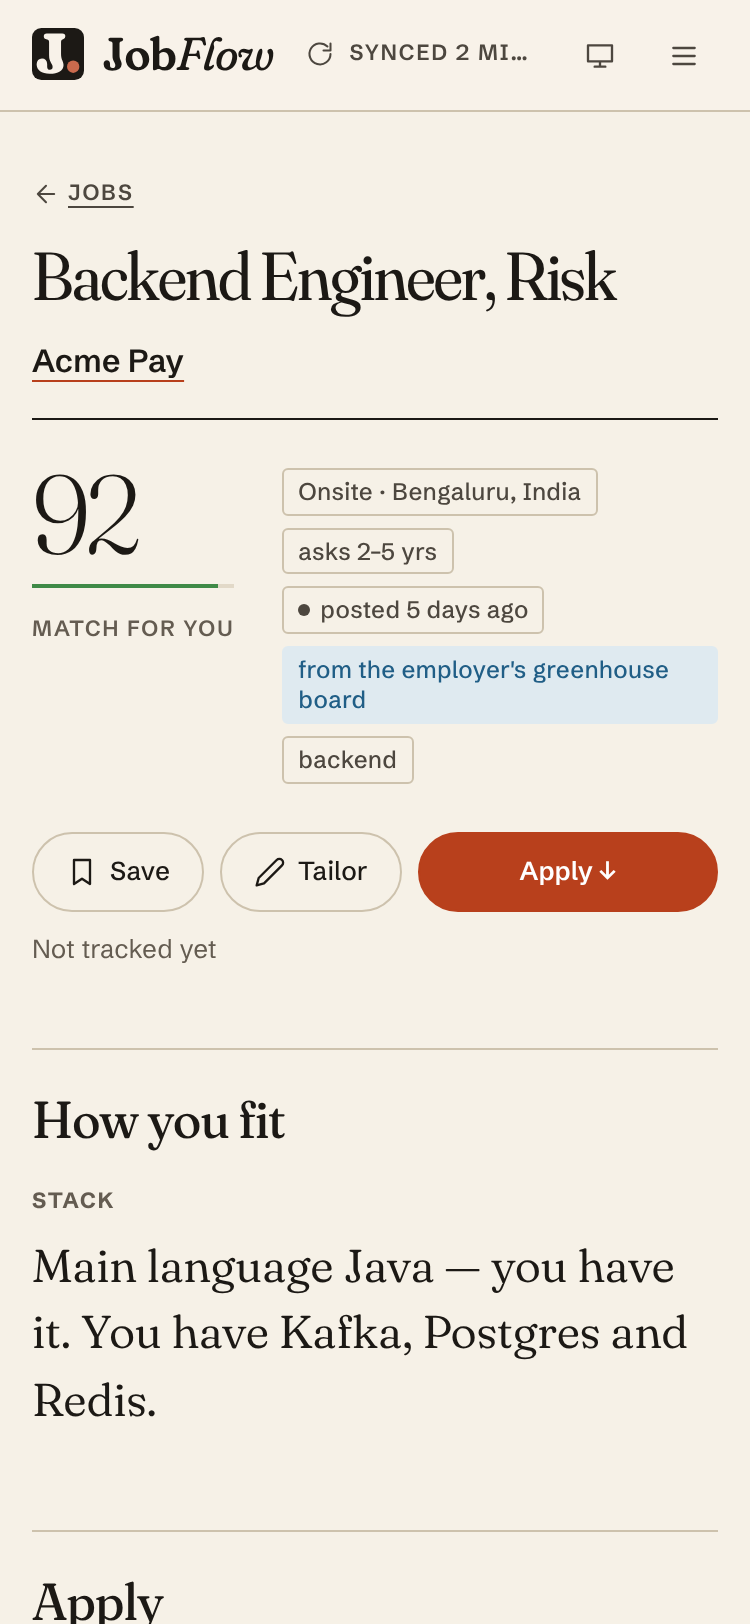 J.
JobFlow
SYNCED 2 MI…
← JOBS
Backend Engineer, Risk
Acme Pay
92
MATCH FOR YOU
Onsite · Bengaluru, India
asks 2–5 yrs
posted 5 days ago
from the employer's greenhouse
board
backend
Save
Tailor
Apply ↓
Not tracked yet
How you fit
STACK
Main language Java — you have
it. You have Kafka, Postgres and
Redis.
Apply